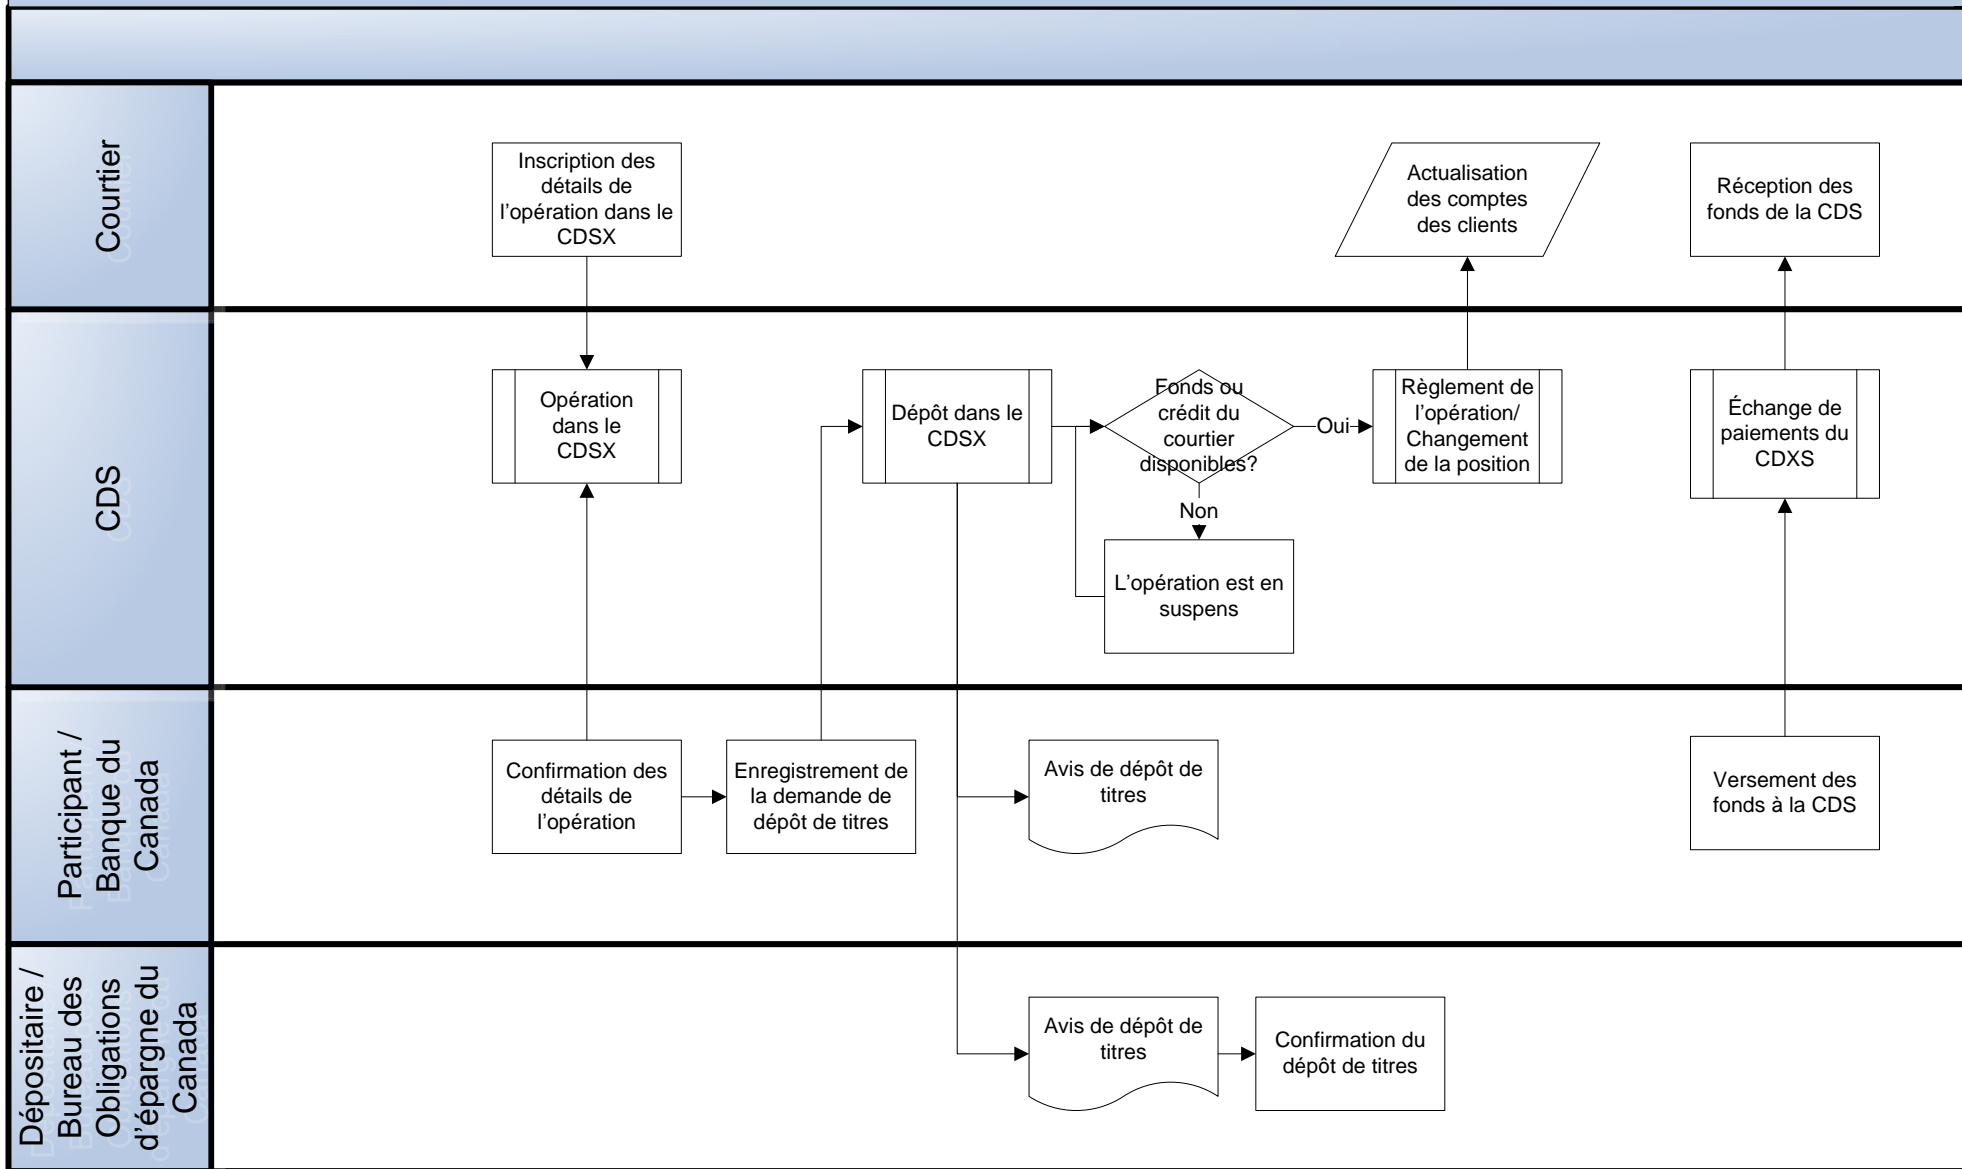 Courtier
Inscription des
détails de
l'opération dans le
CDSX
Actualisation
des comptes
des clients
Réception des
fonds de la CDS
CDS
Opération
dans le
CDSX
Dépôt dans le
CDSX
Fonds ou
crédit du
courtier
disponibles?
Oui
Règlement de
l'opération/
Changement
de la position
Échange de
paiements du
CDXS
Non
L'opération est en
suspens
Participant /
Banque du
Canada
Confirmation des
détails de
l'opération
Enregistrement de
la demande de
dépôt de titres
Avis de dépôt de
titres
Versement des
fonds à la CDS
Dépositaire /
Bureau des
Obligations
d'épargne du
Canada
Avis de dépôt de
titres
Confirmation du
dépôt de titres